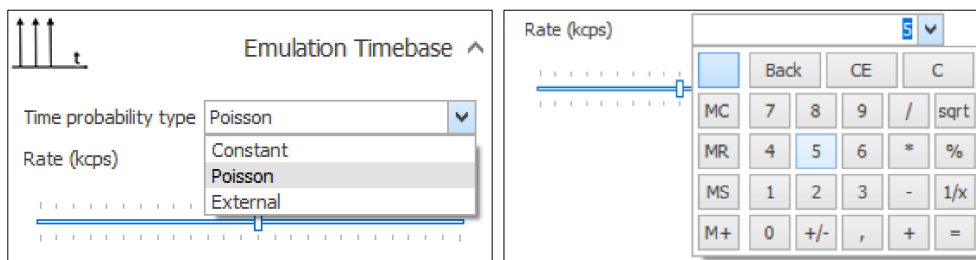 t
Emulation Timebase
Time probability type Poisson
Constant
Rate (kcps)
Poisson
External
Rate (kcps) 5
Back CE C
MC 7 8 9 / sqrt
MR 4 5 6 * %
MS 1 2 3 - 1/x
M+ 0 +/- , + =